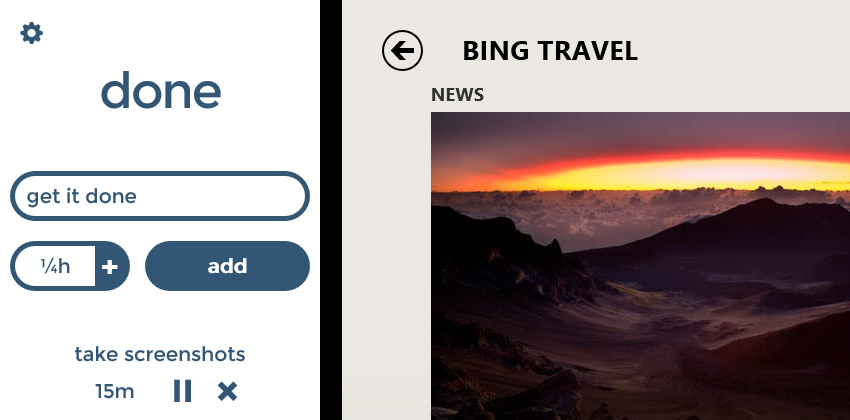 done
get it done
¼h +
add
take screenshots
15m
BING TRAVEL
NEWS